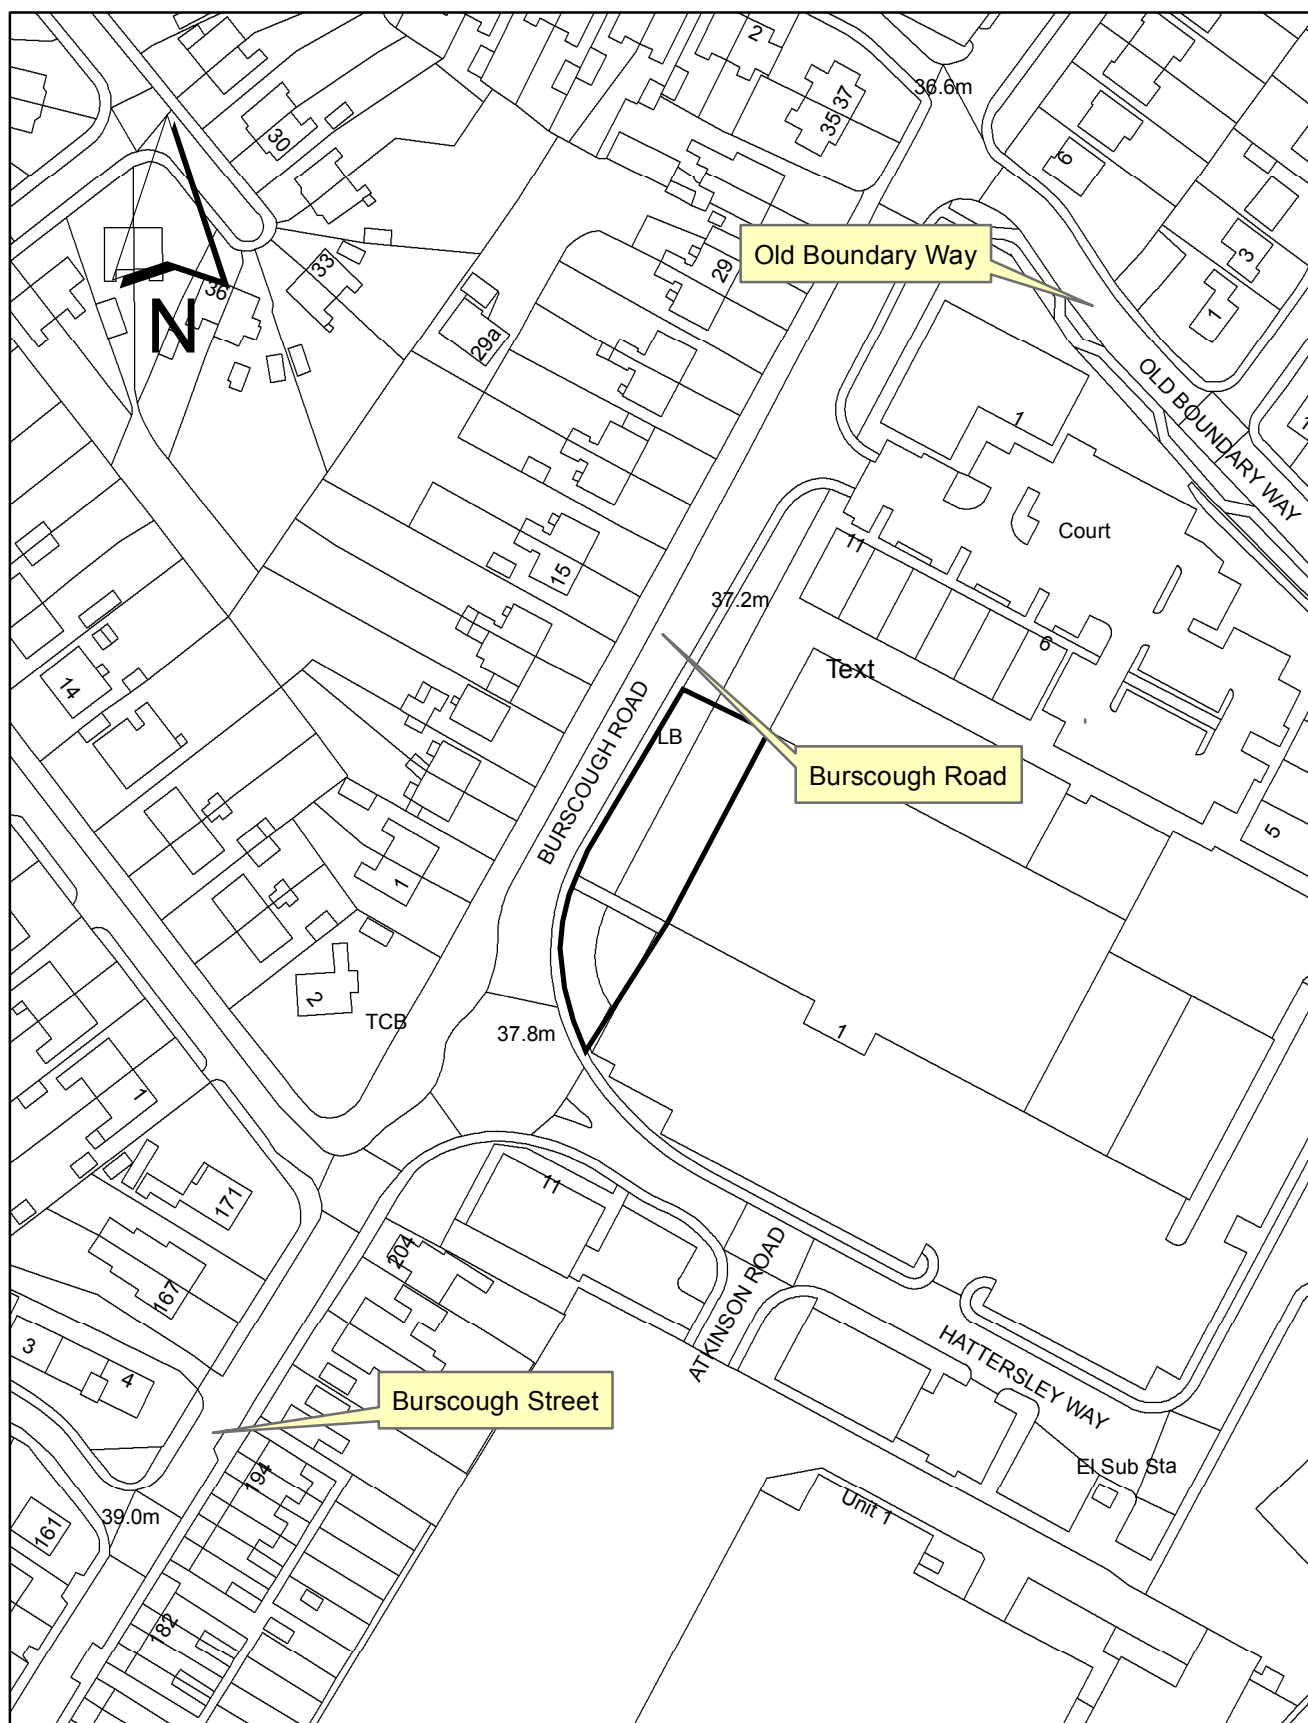 2
36.6m
35 37
30
6
Old Boundary Way
3
33
29
36
1
N
29a
OLD BOUNDARY WAY
1
Court
11
15
37.2m
6
Text
14
BURSCOUGH ROAD
LB
Burscough Road
5
1
2
TCB
37.8m
1
1
171
11
204
167
ATKINSON ROAD
HATTERSLEY WAY
3
4
Burscough Street
El Sub Sta
194
Unit 1
39.0m
161
182